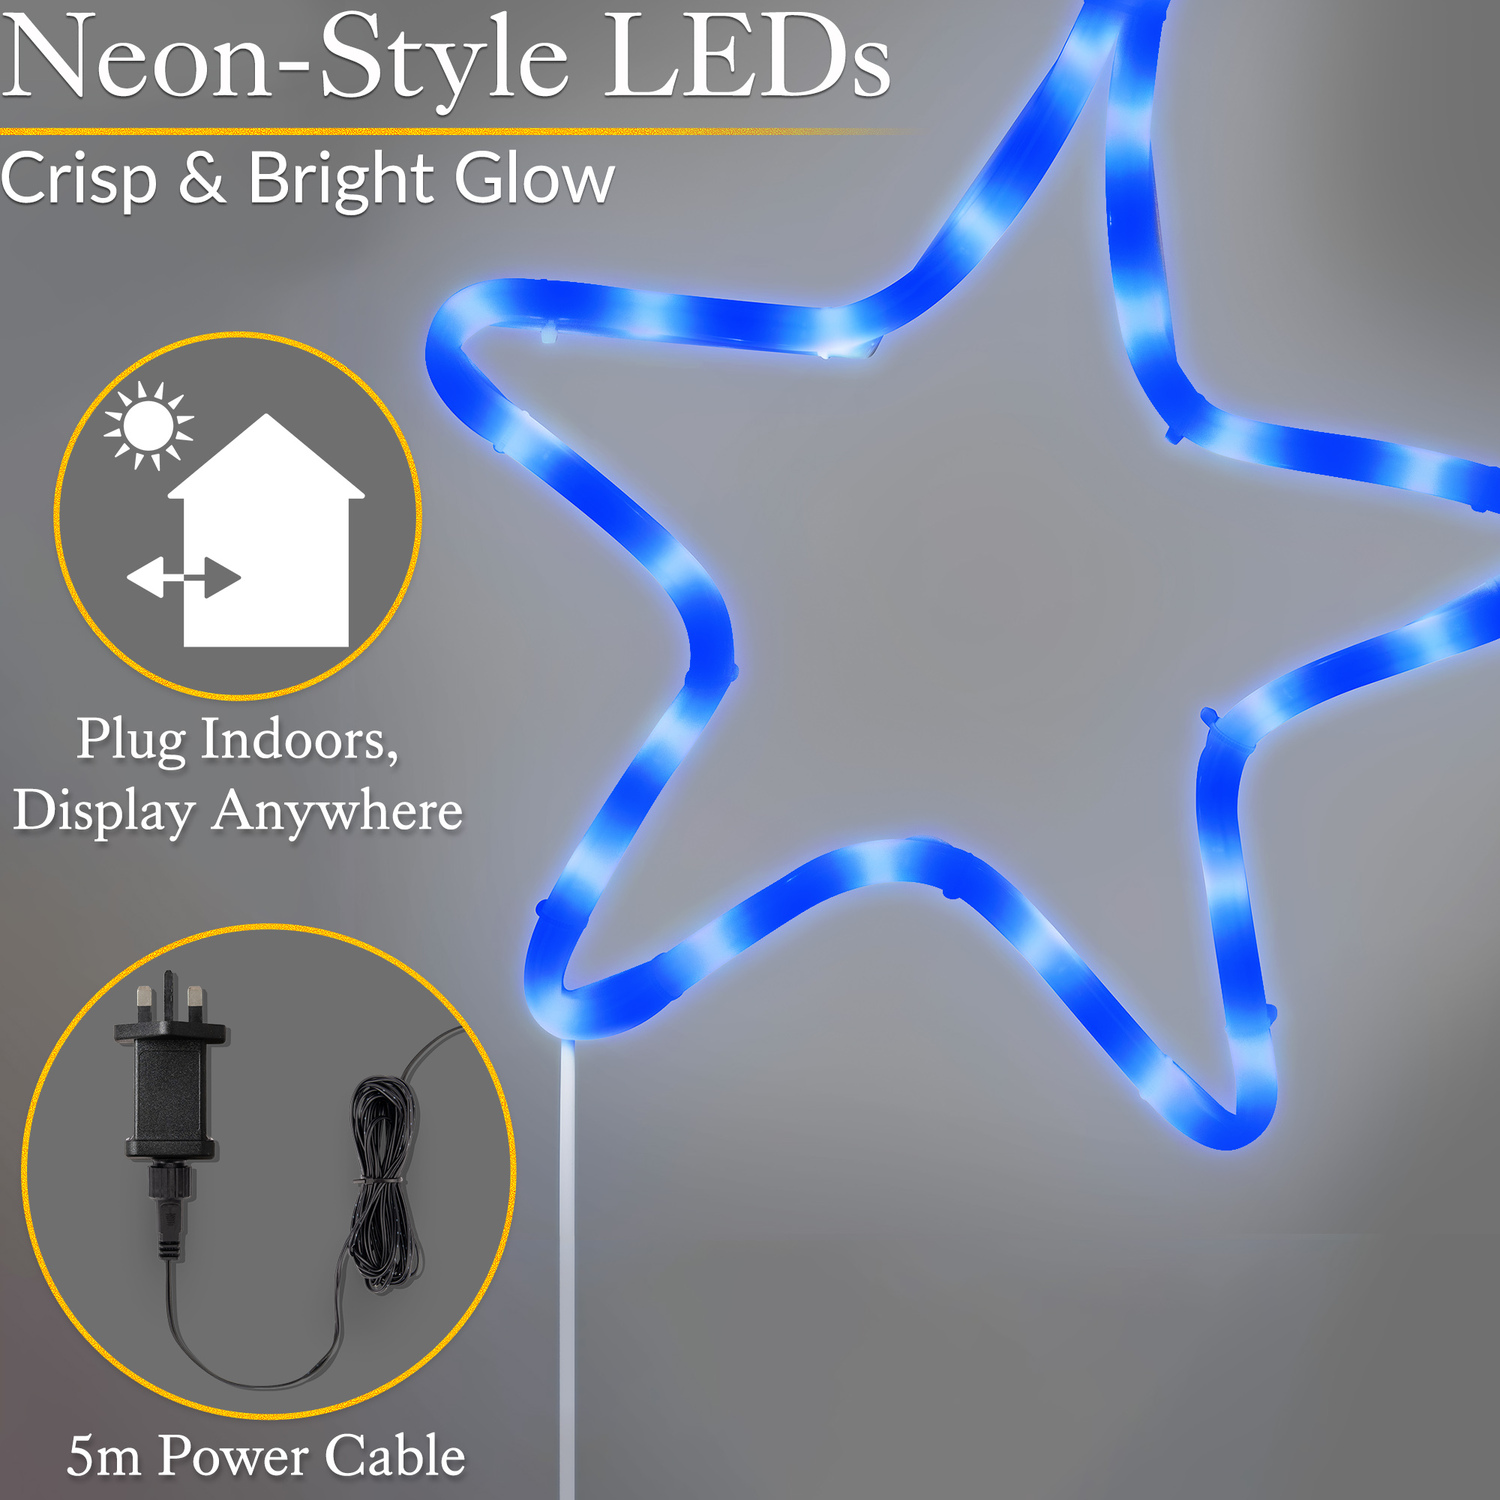 Neon-Style LEDs
Crisp & Bright Glow
Plug Indoors,
Display Anywhere
5m Power Cable